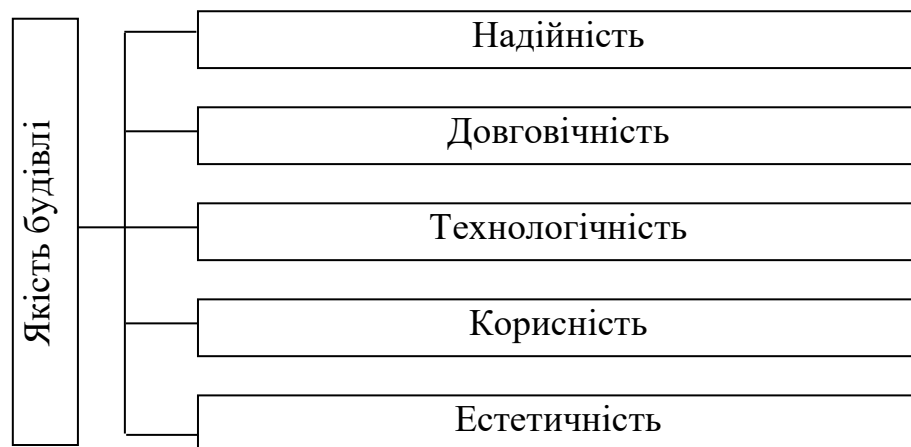 Якість будівлі
Надійність
Довговічність
Технологічність
Корисність
Естетичність